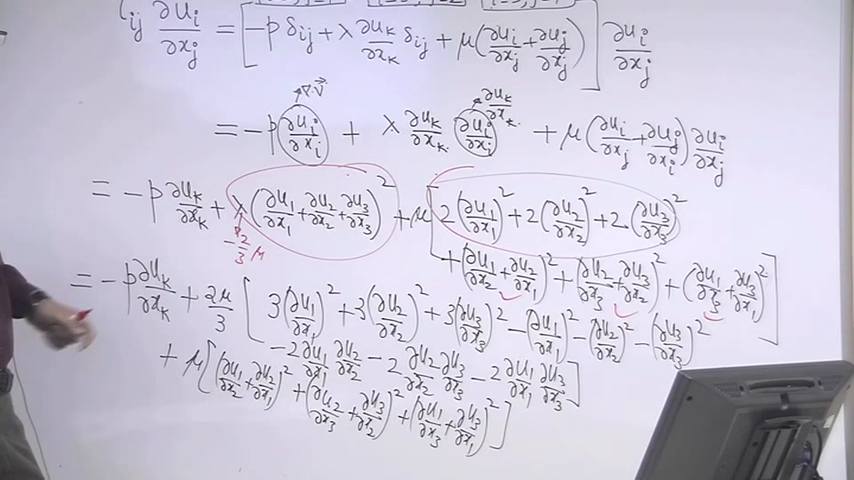 τij ∂ui/∂xj = [-p δij + λ ∂uk/∂xk δij + μ(∂ui/∂xj + ∂uj/∂xj)] ∂ui/∂xj
∇·V⃗ ∂uk/∂xk
= -p (∂ui/∂xi) + λ ∂uk/∂xk (∂ui/∂xi) + μ(∂ui/∂xj + ∂uj/∂xi) ∂ui/∂xj
= -p ∂uk/∂xk + λ(∂u1/∂x1 + ∂u2/∂x2 + ∂u3/∂x3)² + μ[2(∂u1/∂x1)² + 2(∂u2/∂x2)² + 2(∂u3/∂x3)²
-2/3 μ
+ (∂u1/∂x2 + ∂u2/∂x1)² + (∂u2/∂x3 + ∂u3/∂x2)² + (∂u1/∂x3 + ∂u3/∂x1)²]
= -p ∂uk/∂xk + 2μ/3 [3(∂u1/∂x1)² + 3(∂u2/∂x2)² + 3(∂u3/∂x3)² - (∂u1/∂x1)² - (∂u2/∂x2)² - (∂u3/∂x3)²
- 2 ∂u1/∂x1 ∂u2/∂x2 - 2 ∂u2/∂x2 ∂u3/∂x3 - 2 ∂u1/∂x1 ∂u3/∂x3]
+ μ[(∂u1/∂x2 + ∂u2/∂x1)² + (∂u2/∂x3 + ∂u3/∂x2)² + (∂u1/∂x3 + ∂u3/∂x1)²]